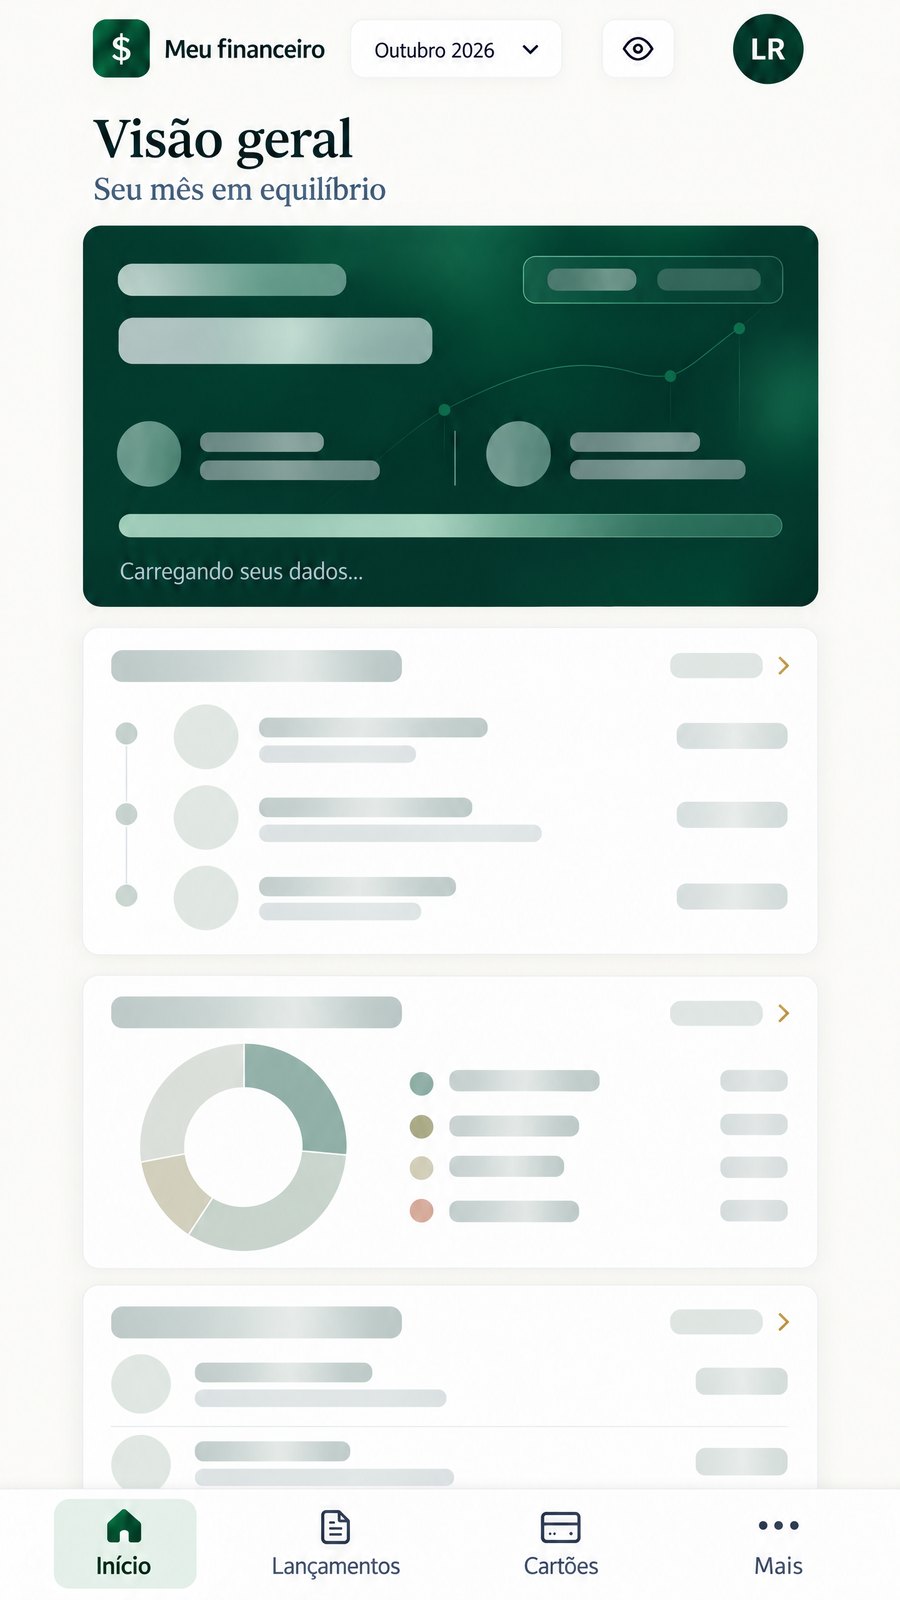 $ Meu financeiro
Outubro 2026
LR
Visão geral
Seu mês em equilíbrio
Carregando seus dados...
Início
Lançamentos
Cartões
Mais